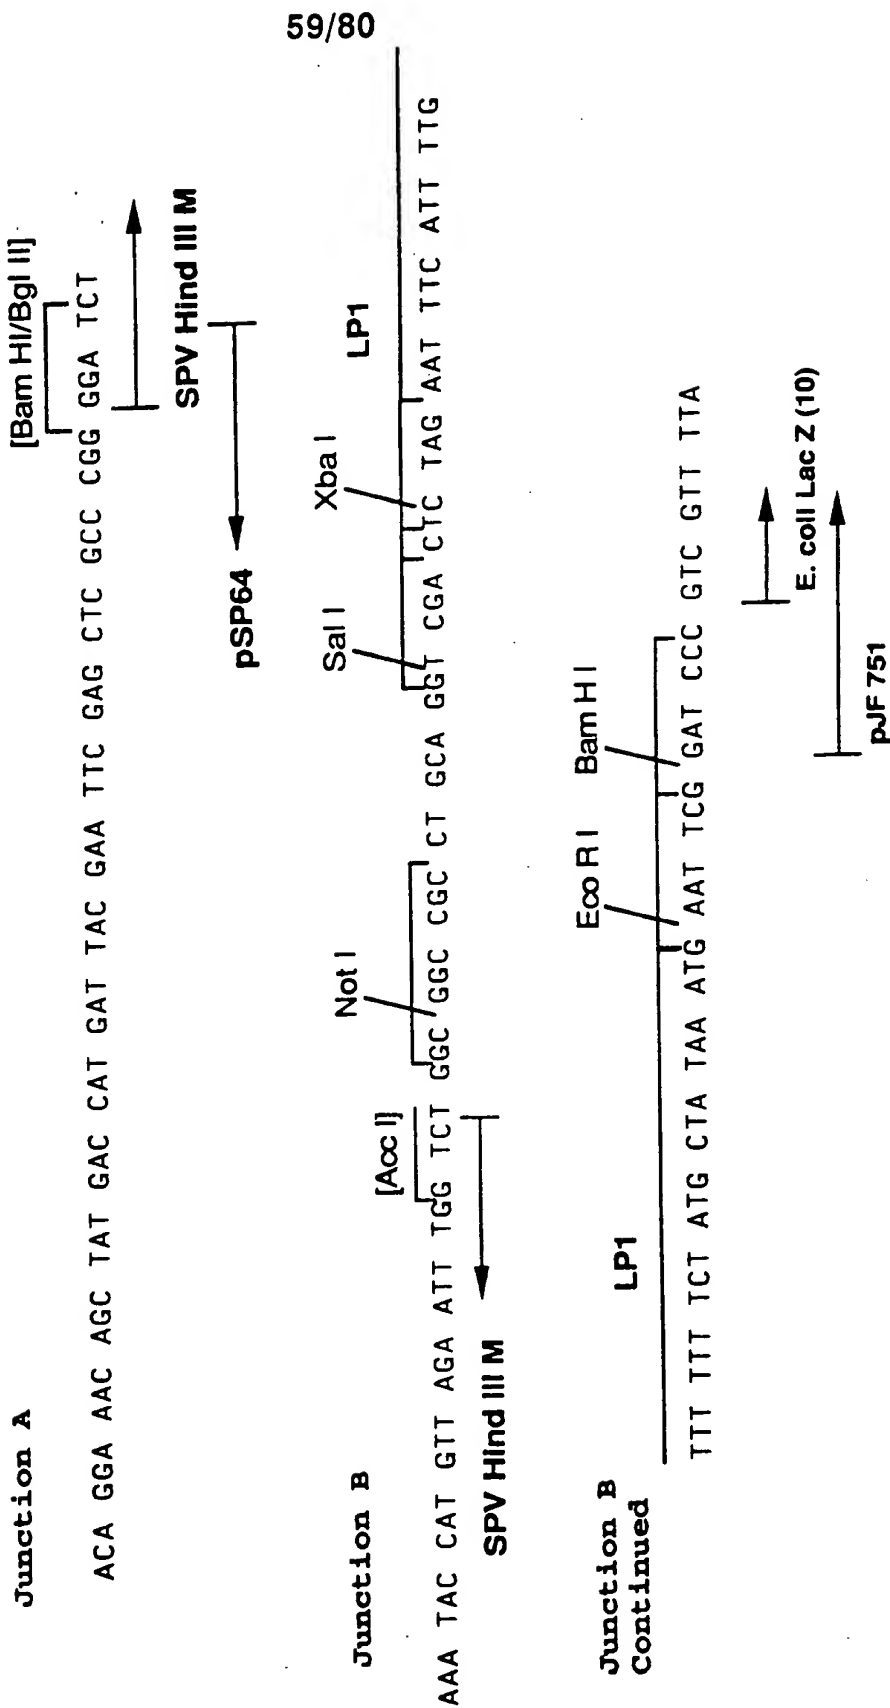 59/80
Junction A
[Bam HI/Bgl II]
ACA GGA AAC AGC TAT GAC CAT GAT TAC GAA TTC GAG CTC GCC CGG GGA TCT
SPV Hind III M
pSP64
Junction B
[Acc I] Not I Sal I Xba I LP1
AAA TAC CAT GTT AGA ATT TGG TCT GGC GGC CGC CT GCA GGT CGA CTC TAG AAT TTC ATT TTG
SPV Hind III M
Junction B
Continued
LP1 Eco RI Bam HI
TTT TTT TCT ATG CTA TAA ATG AAT TCG GAT CCC GTC GTT TTA
E. coli Lac Z (10)
pJF 751